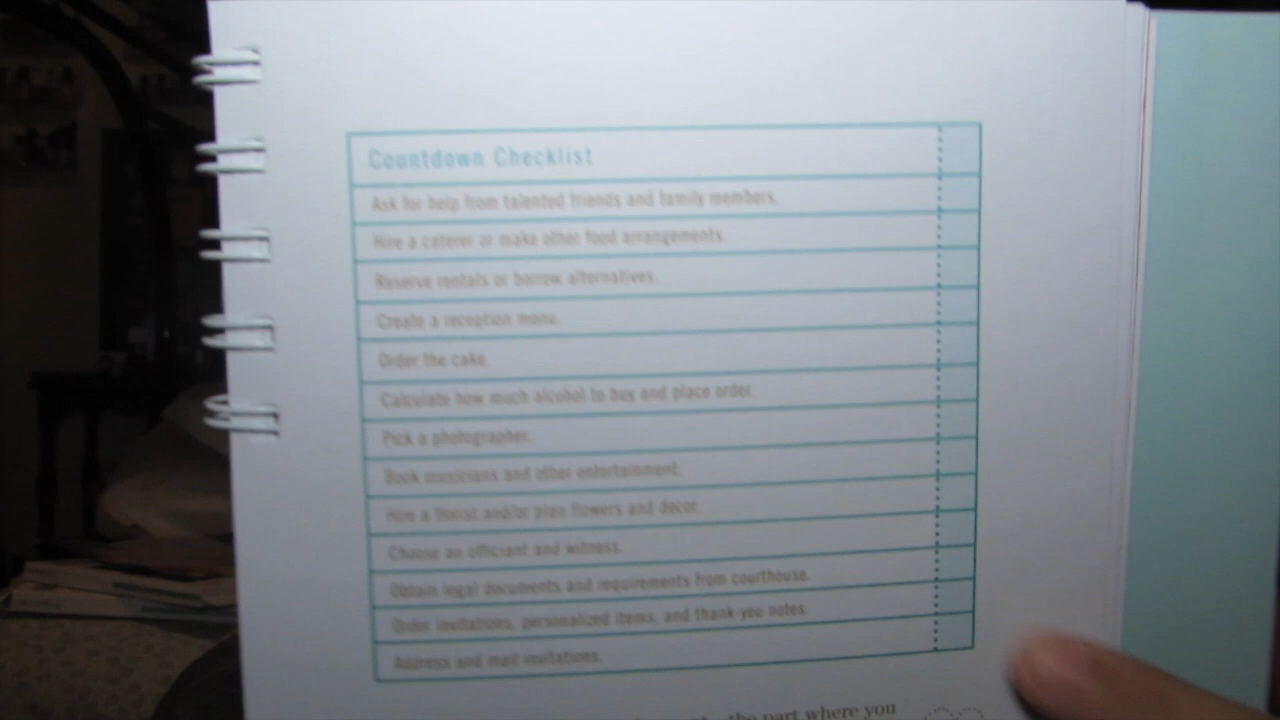 Countdown Checklist
Ask for help from talented friends and family members.
Hire a caterer or make other food arrangements.
Reserve rentals or borrow alternatives.
Create a reception menu.
Order the cake.
Calculate how much alcohol to buy and place order.
Pick a photographer.
Book musicians and other entertainment.
Hire a florist and/or plan flowers and decor.
Choose an officiant and witness.
Obtain legal documents and requirements from courthouse.
Order invitations, personalized items, and thank-you notes.
Address and mail invitations.
the part where you